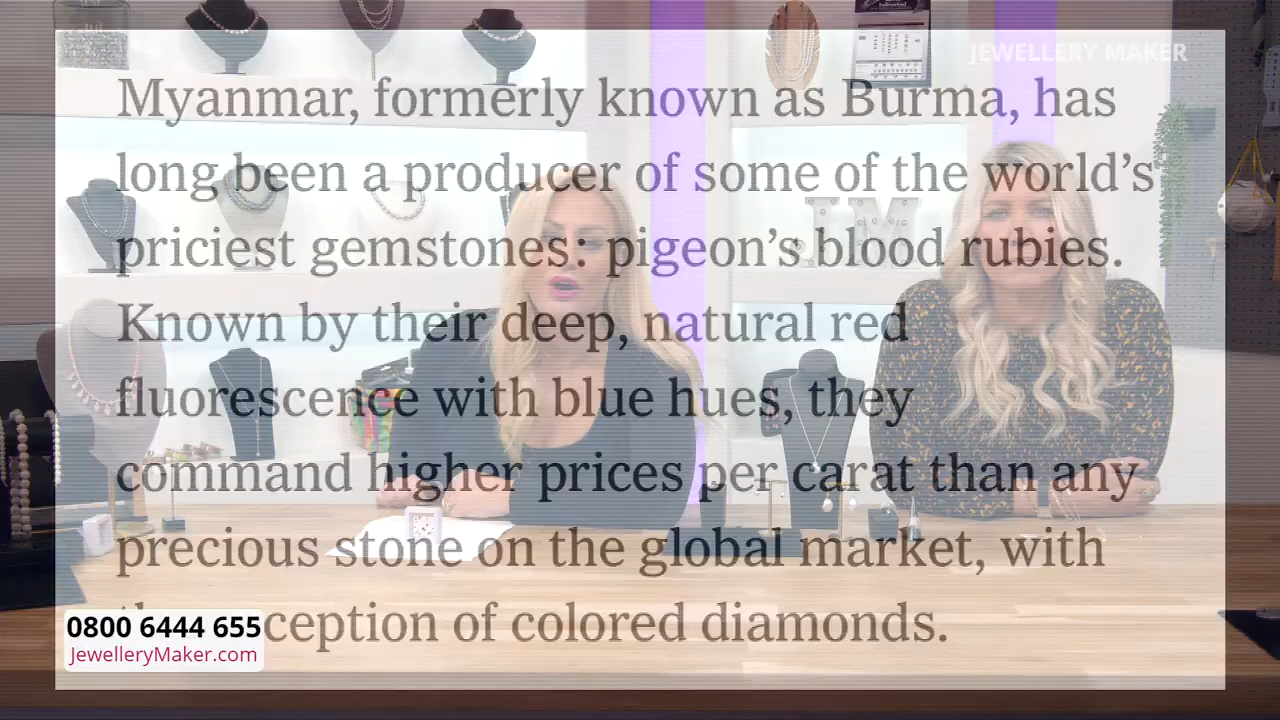 JEWELLERY MAKER
Myanmar, formerly known as Burma, has
long been a producer of some of the world’s
priciest gemstones: pigeon’s blood rubies.
Known by their deep, natural red
fluorescence with blue hues, they
command higher prices per carat than any
precious stone on the global market, with
ception of colored diamonds.
JM
0800 6444 655
JewelleryMaker.com